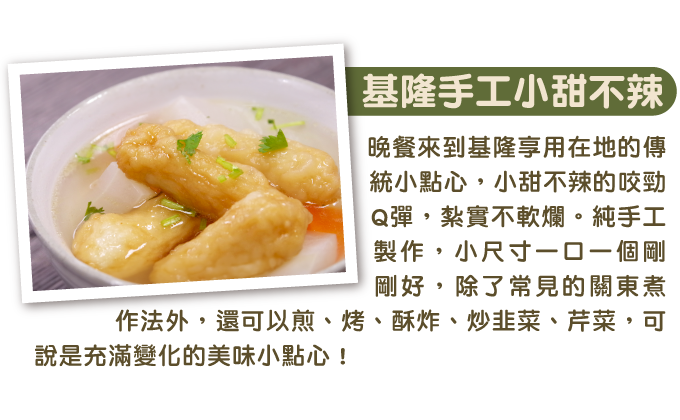 基隆手工小甜不辣
晚餐來到基隆享用在地的傳
統小點心，小甜不辣的咬勁
Q彈，紮實不軟爛。純手工
製作，小尺寸一口一個剛
剛好，除了常見的關東煮
作法外，還可以煎、烤、酥炸、炒韭菜、芹菜，可
說是充滿變化的美味小點心！